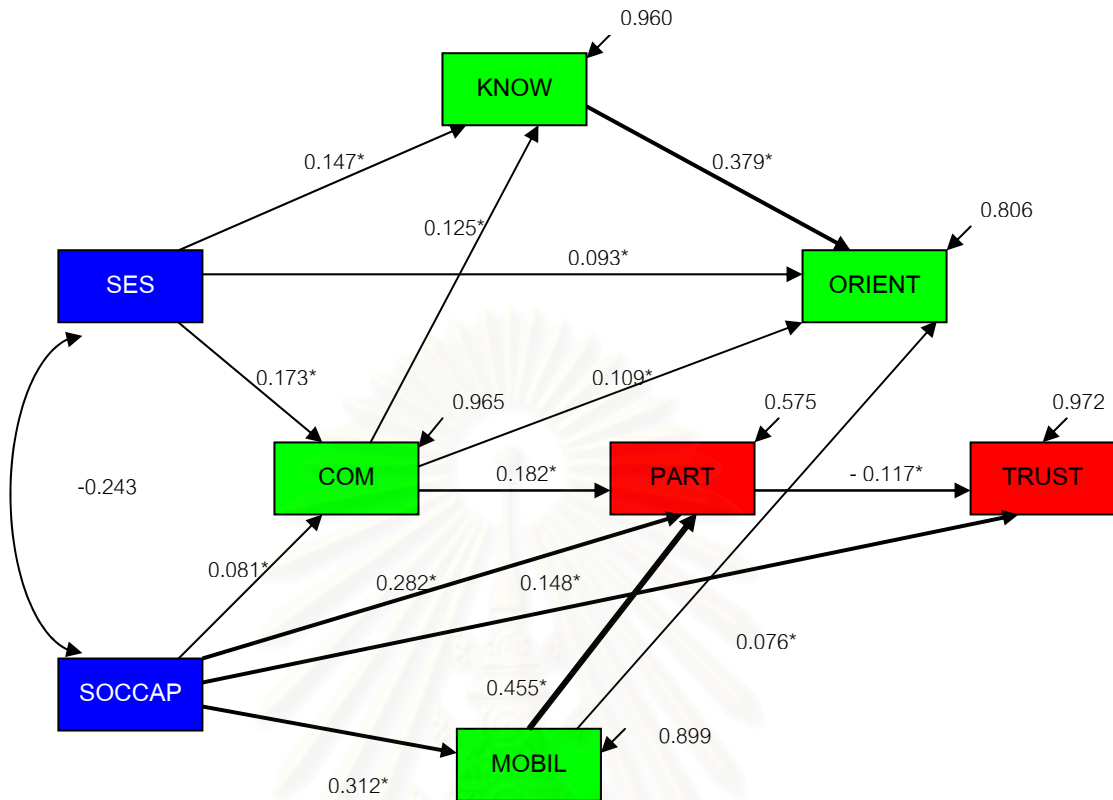 0.960
KNOW
0.147*
0.379*
0.125*
0.806
0.093*
SES
ORIENT
0.173*
0.109*
0.965
0.575
0.972
COM
0.182*
PART
- 0.117*
TRUST
-0.243
0.081*
0.282*
0.148*
0.076*
SOCCAP
0.455*
0.899
MOBIL
0.312*